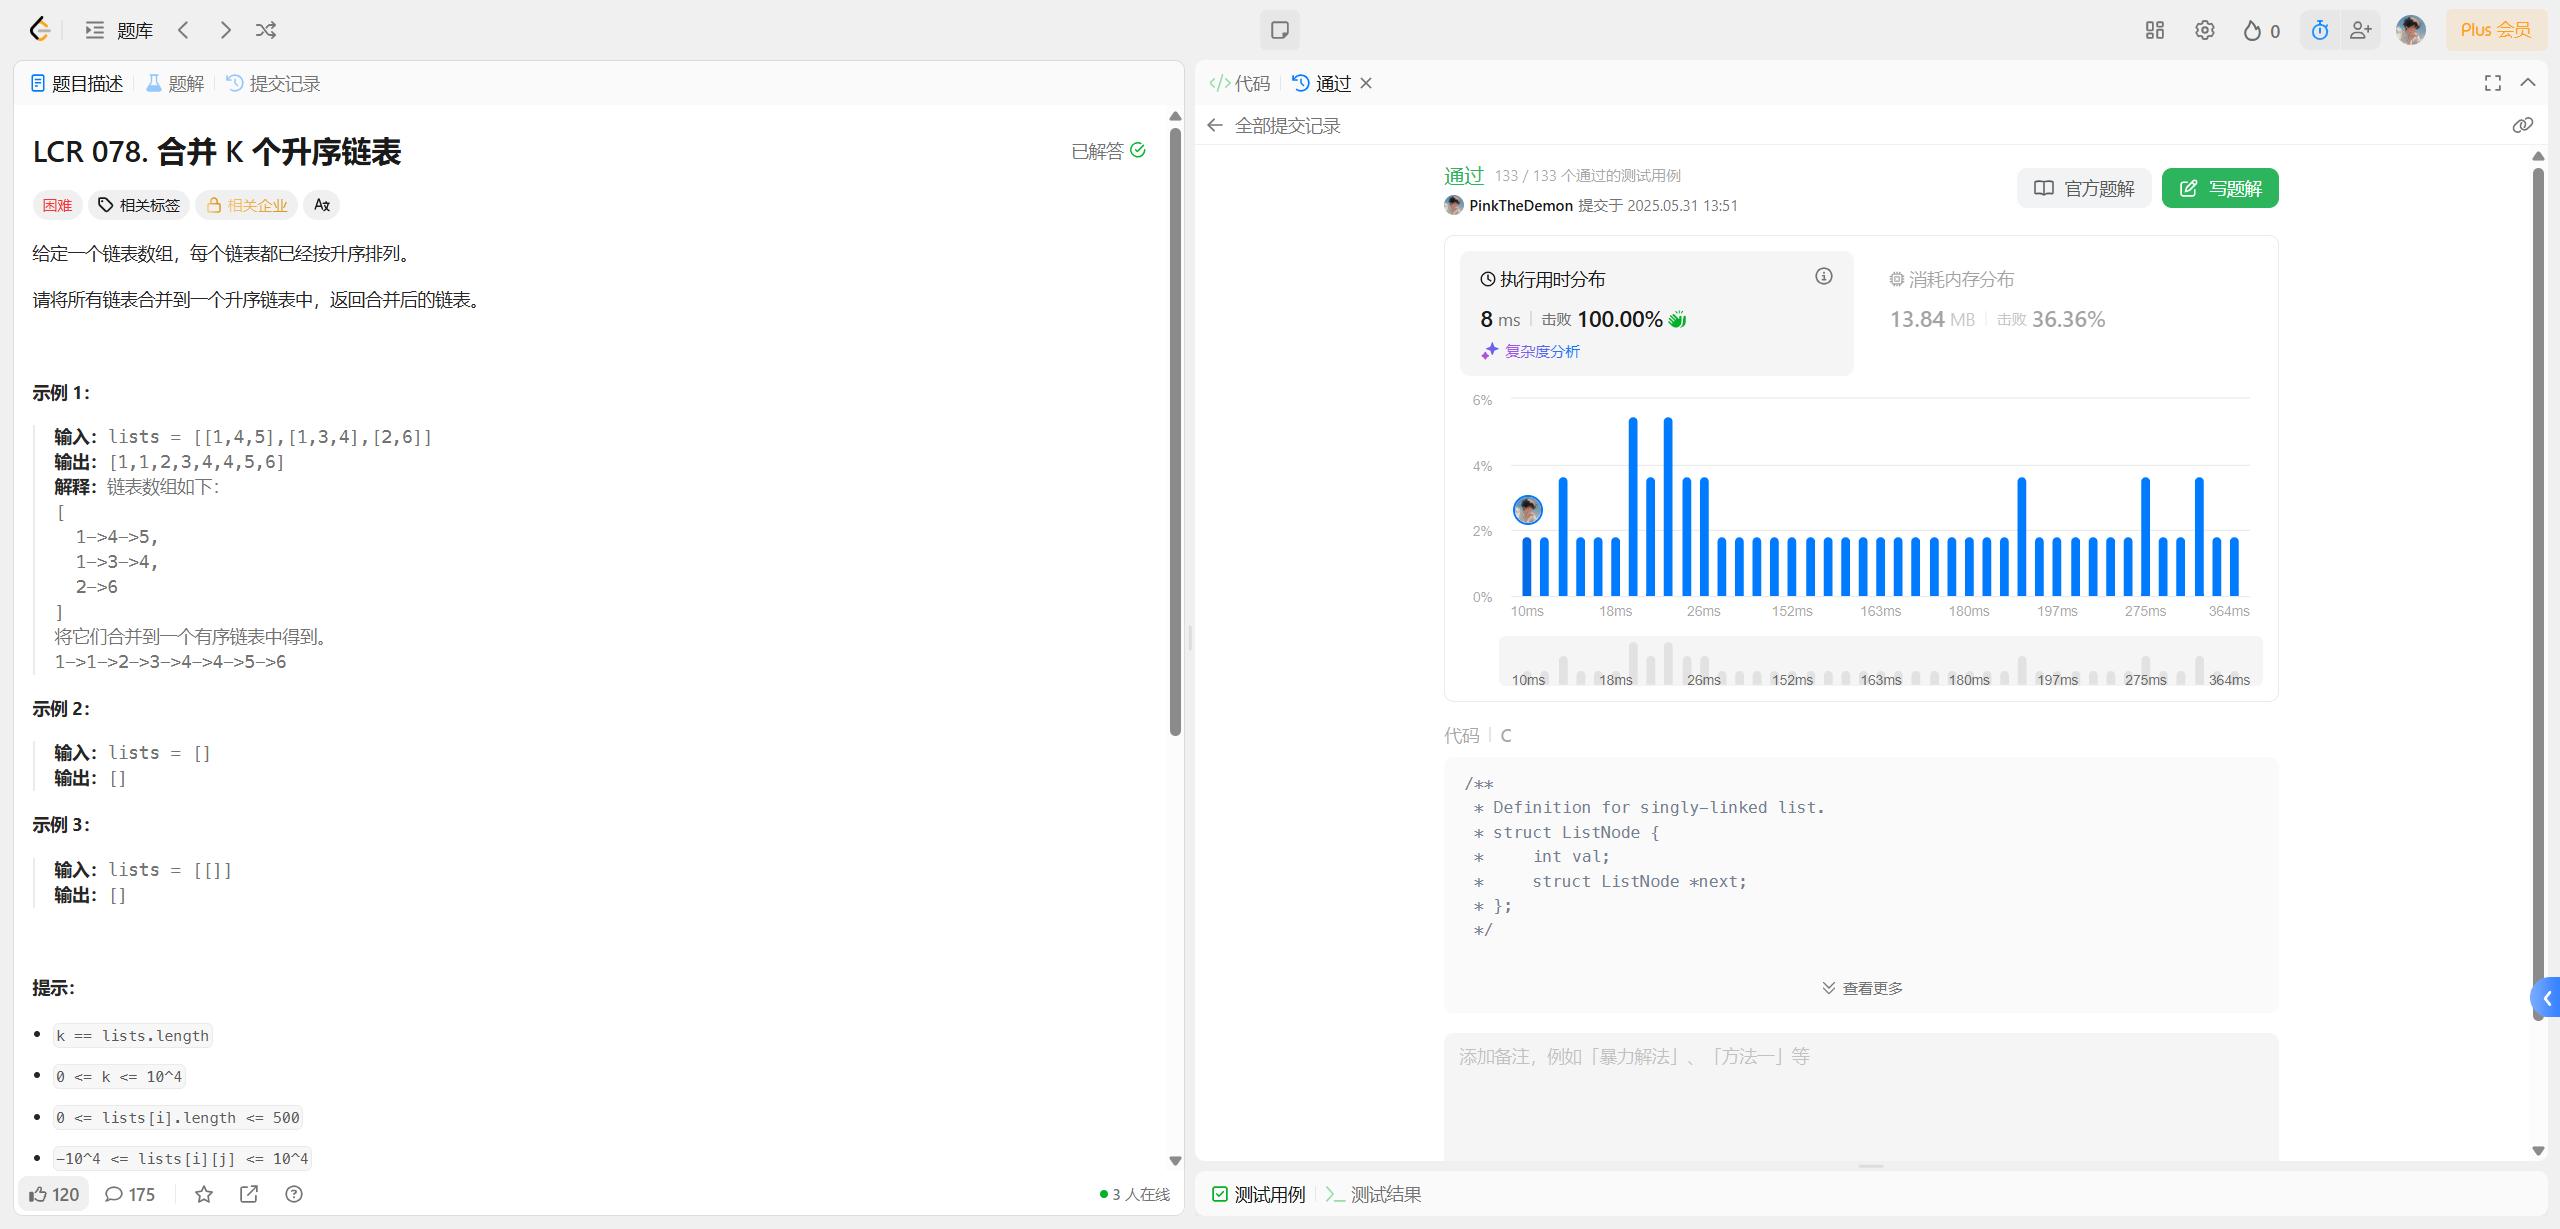 题库
0
Plus 会员
题目描述
题解
提交记录
LCR 078. 合并 K 个升序链表
已解答
困难
相关标签
相关企业
给定一个链表数组，每个链表都已经按升序排列。
请将所有链表合并到一个升序链表中，返回合并后的链表。
示例 1：
输入：lists = [[1,4,5],[1,3,4],[2,6]]
输出：[1,1,2,3,4,4,5,6]
解释：链表数组如下：
[
1->4->5,
1->3->4,
2->6
]
将它们合并到一个有序链表中得到。
1->1->2->3->4->4->5->6
示例 2：
输入：lists = []
输出：[]
示例 3：
输入：lists = [[]]
输出：[]
提示：
k == lists.length
0 <= k <= 10^4
0 <= lists[i].length <= 500
-10^4 <= lists[i][j] <= 10^4
120
175
3 人在线
代码
通过
全部提交记录
通过 133 / 133 个通过的测试用例
PinkTheDemon 提交于 2025.05.31 13:51
官方题解
写题解
执行用时分布
8 ms 击败 100.00%
复杂度分析
消耗内存分布
13.84 MB 击败 36.36%
6%
4%
2%
0%
10ms 18ms 26ms 152ms 163ms 180ms 197ms 275ms 364ms
10ms 18ms 26ms 152ms 163ms 180ms 197ms 275ms 364ms
代码 C
/**
* Definition for singly-linked list.
* struct ListNode {
*     int val;
*     struct ListNode *next;
* };
*/
查看更多
添加备注，例如「暴力解法」、「方法一」等
测试用例
测试结果